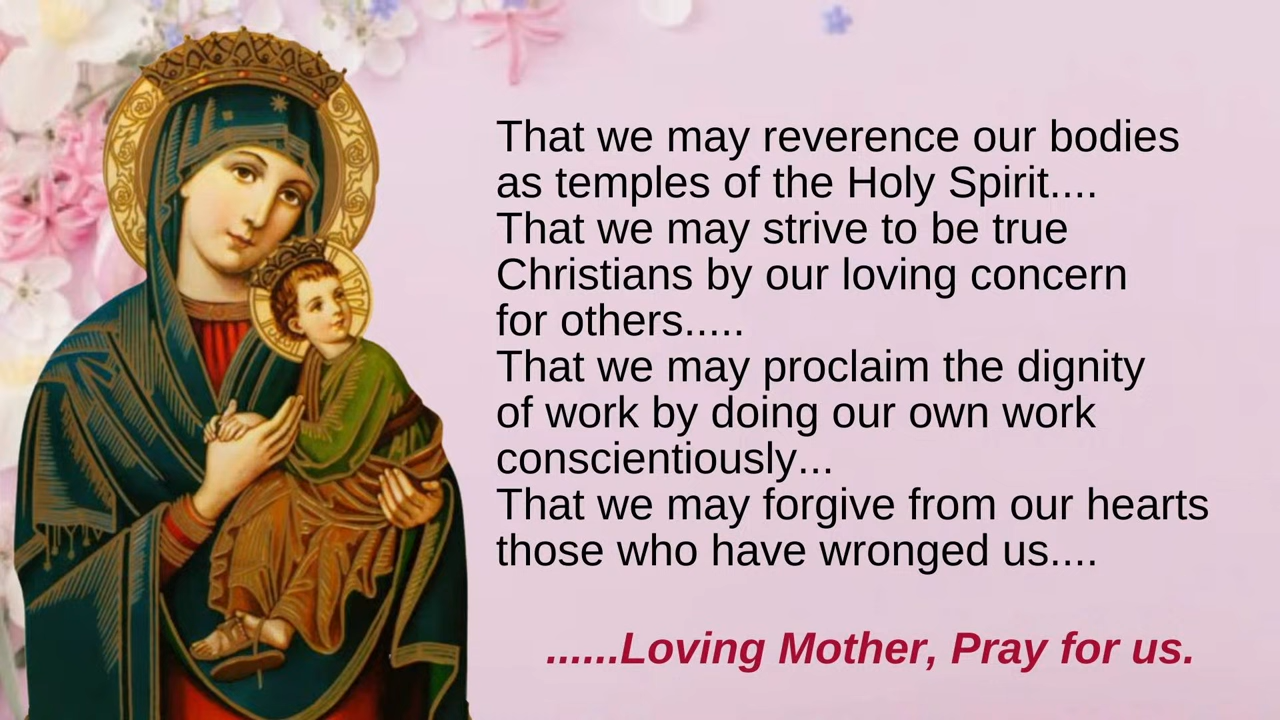 That we may reverence our bodies
as temples of the Holy Spirit....
That we may strive to be true
Christians by our loving concern
for others.....
That we may proclaim the dignity
of work by doing our own work
conscientiously...
That we may forgive from our hearts
those who have wronged us....
......Loving Mother, Pray for us.